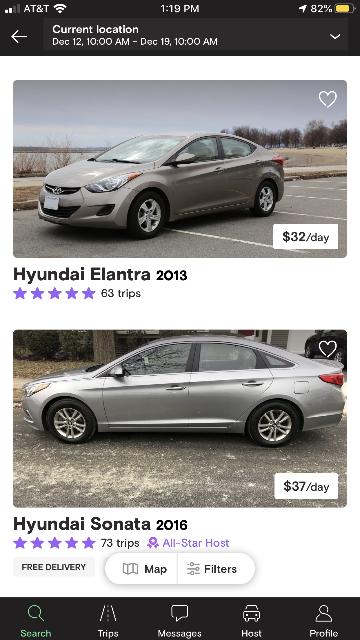 AT&T
1:19 PM
82%
Current location
Dec 12, 10:00 AM – Dec 19, 10:00 AM
$32/day
Hyundai Elantra 2013
63 trips
$37/day
Hyundai Sonata 2016
73 trips All-Star Host
FREE DELIVERY
Map
Filters
Search
Trips
Messages
Host
Profile